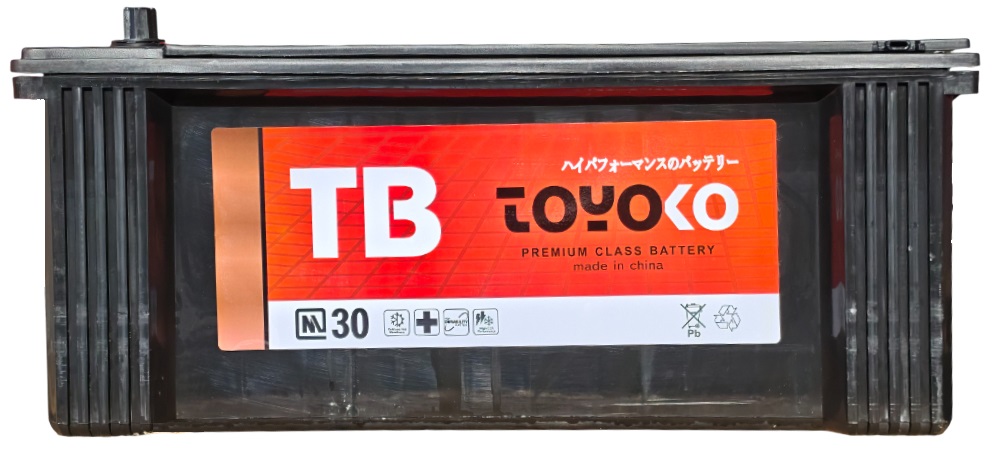 TB
ハイパフォーマンスのバッテリー
TOYOKO
PREMIUM CLASS BATTERY
made in china
N 30
Pb